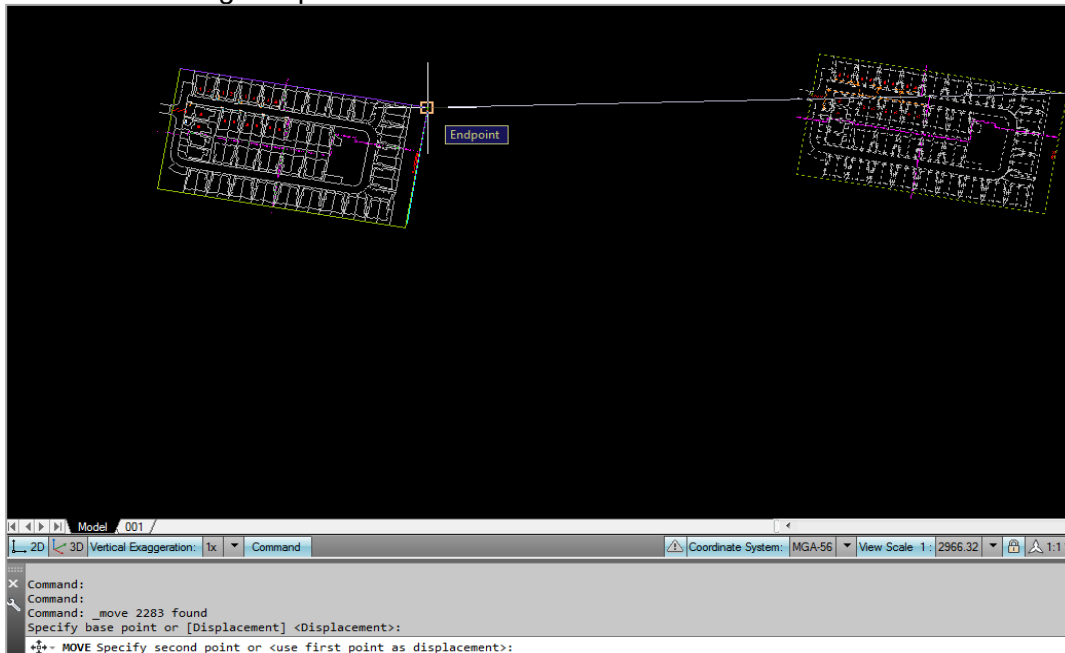 Endpoint
Model 001
2D 3D Vertical Exaggeration: 1x Command Coordinate System: MGA-56 View Scale 1 : 2966.32 1:1
Command:
Command:
Command: _move 2283 found
Specify base point or [Displacement] <Displacement>:
MOVE Specify second point or <use first point as displacement>: